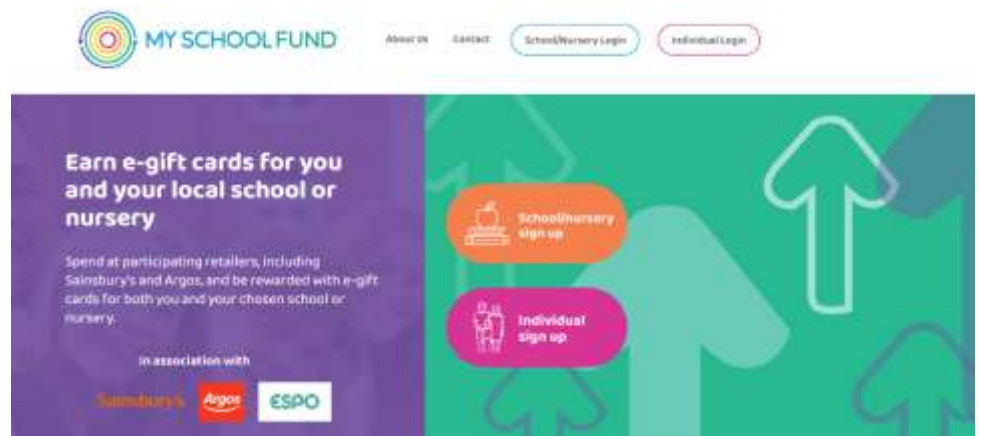 MY SCHOOL FUND
About Us
Contact
School/Nursery Login
Individual Login
Earn e-gift cards for you
and your local school or
nursery
Spend at participating retailers, including
Sainsbury's and Argos, and be rewarded with e-gift
cards for both you and your chosen school or
nursery.
In association with
Sainsbury's
Argos
ESPO
School/nursery
sign up
Individual
sign up